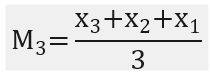 M₃ = (x₃+x₂+x₁)/3